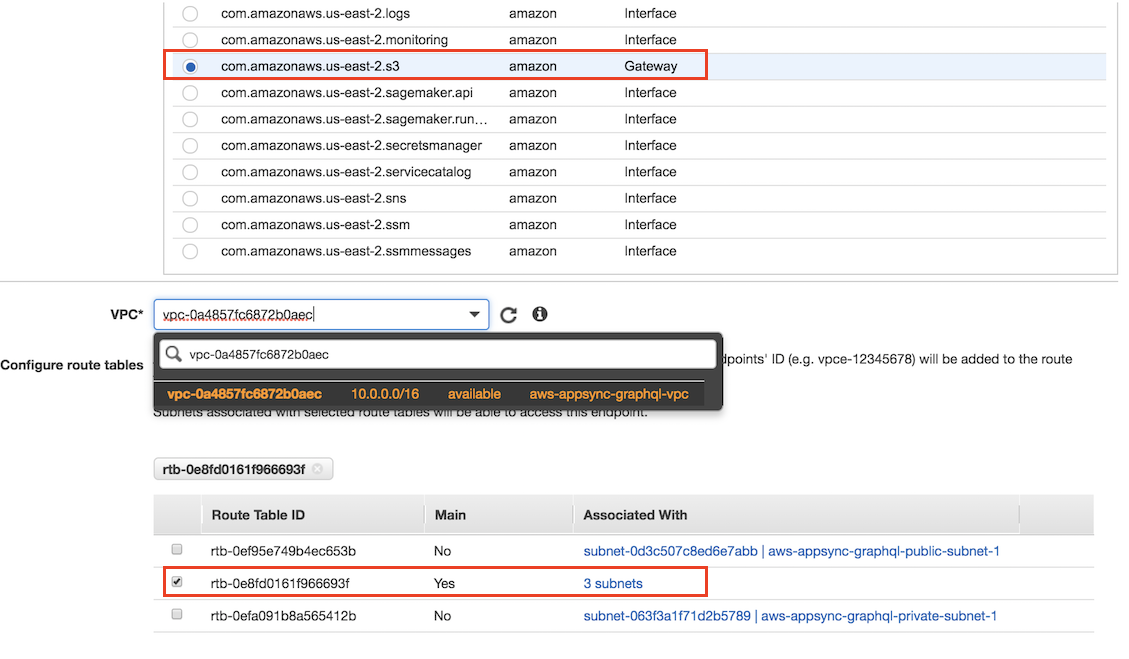 com.amazonaws.us-east-2.logs amazon Interface
com.amazonaws.us-east-2.monitoring amazon Interface
com.amazonaws.us-east-2.s3 amazon Gateway
com.amazonaws.us-east-2.sagemaker.api amazon Interface
com.amazonaws.us-east-2.sagemaker.run… amazon Interface
com.amazonaws.us-east-2.secretsmanager amazon Interface
com.amazonaws.us-east-2.servicecatalog amazon Interface
com.amazonaws.us-east-2.sns amazon Interface
com.amazonaws.us-east-2.ssm amazon Interface
com.amazonaws.us-east-2.ssmmessages amazon Interface
VPC* vpc-0a4857fc6872b0aec
vpc-0a4857fc6872b0aec
Configure route tables dpoints' ID (e.g. vpce-12345678) will be added to the route
vpc-0a4857fc6872b0aec 10.0.0.0/16 available aws-appsync-graphql-vpc
Subnets associated with selected route tables will be able to access this endpoint.
rtb-0e8fd0161f966693f
Route Table ID Main Associated With
rtb-0ef95e749b4ec653b No subnet-0d3c507c8ed6e7abb | aws-appsync-graphql-public-subnet-1
rtb-0e8fd0161f966693f Yes 3 subnets
rtb-0efa091b8a565412b No subnet-063f3a1f71d2b5789 | aws-appsync-graphql-private-subnet-1